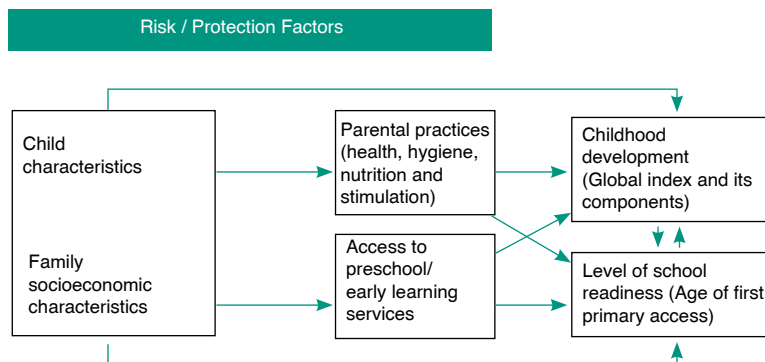 Risk / Protection Factors
Child
characteristics
Family
socioeconomic
characteristics
Parental practices
(health, hygiene,
nutrition and
stimulation)
Access to
preschool/
early learning
services
Childhood
development
(Global index and its
components)
Level of school
readiness (Age of first
primary access)